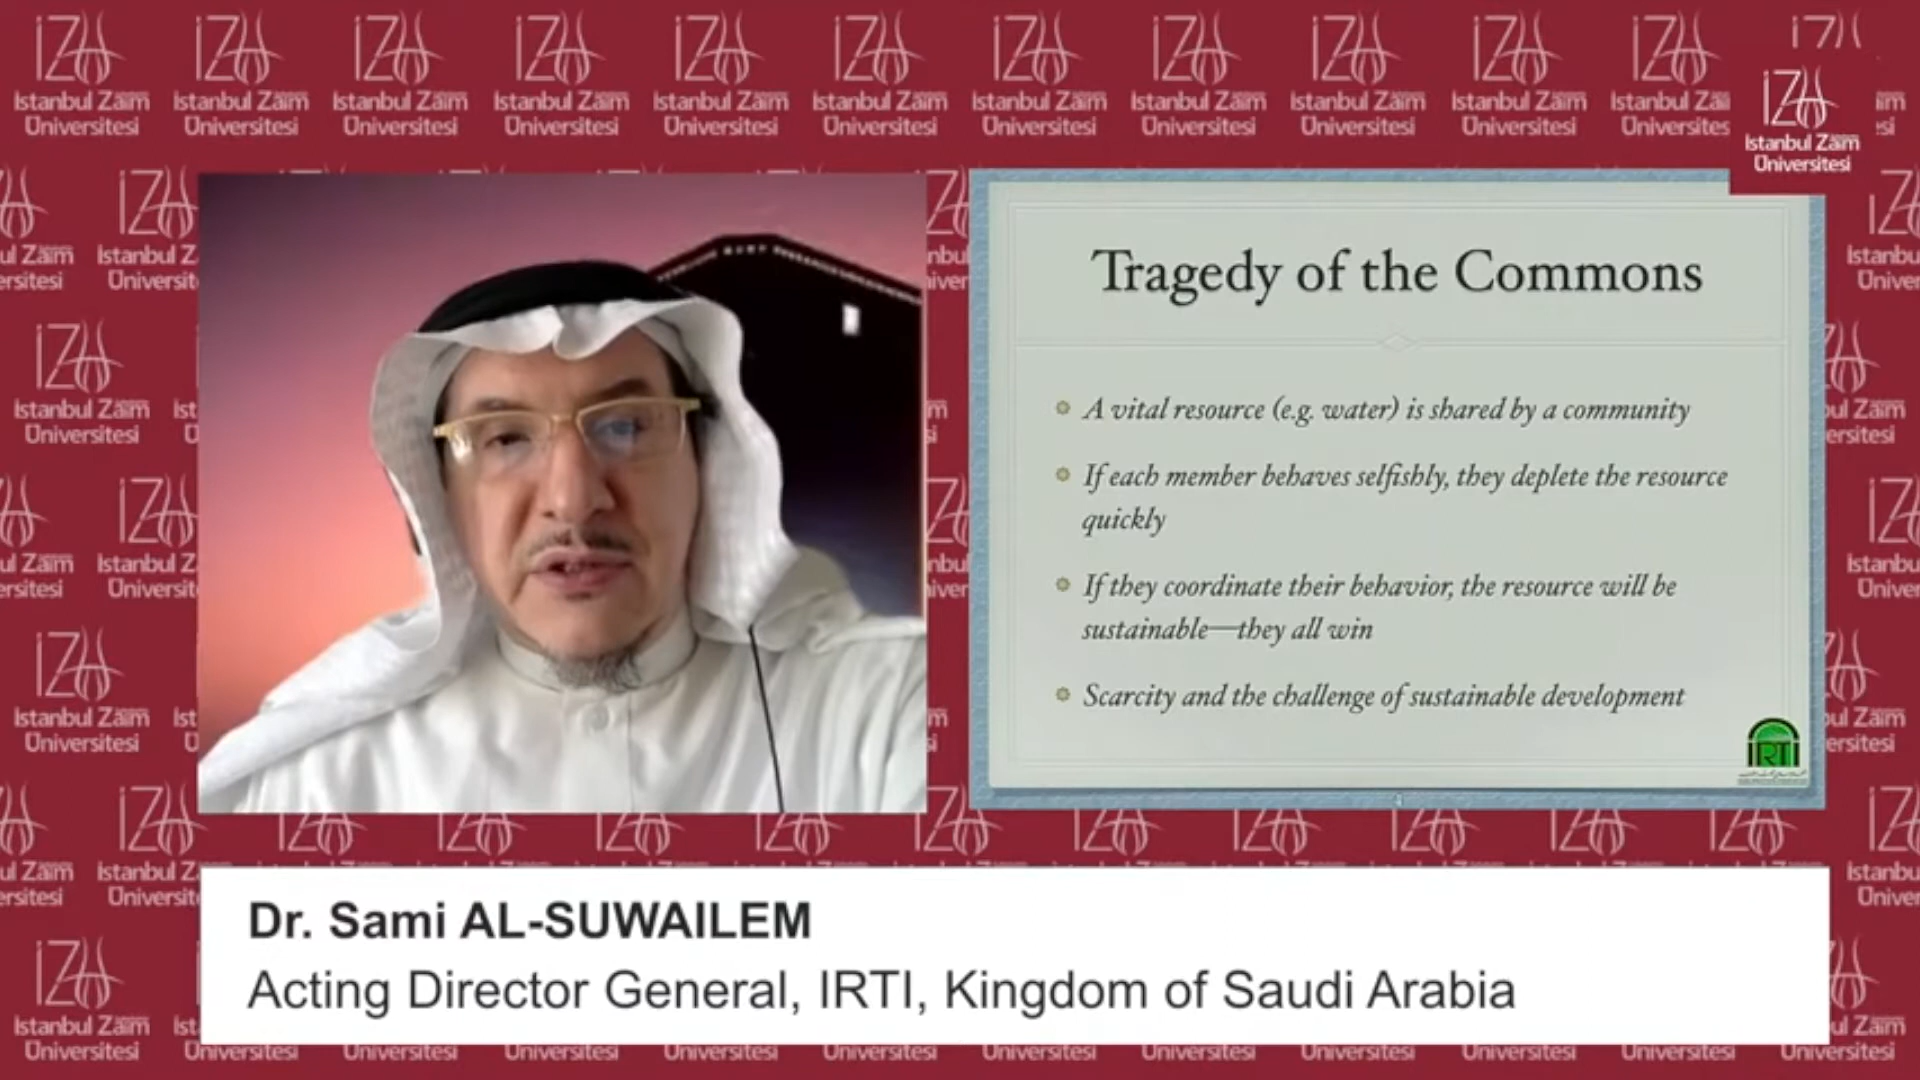 İZÜ
İstanbul Zaim
Üniversitesi
Tragedy of the Commons
A vital resource (e.g. water) is shared by a community
If each member behaves selfishly, they deplete the resource
quickly
If they coordinate their behavior, the resource will be
sustainable—they all win
Scarcity and the challenge of sustainable development
IRTI
Dr. Sami AL-SUWAILEM
Acting Director General, IRTI, Kingdom of Saudi Arabia